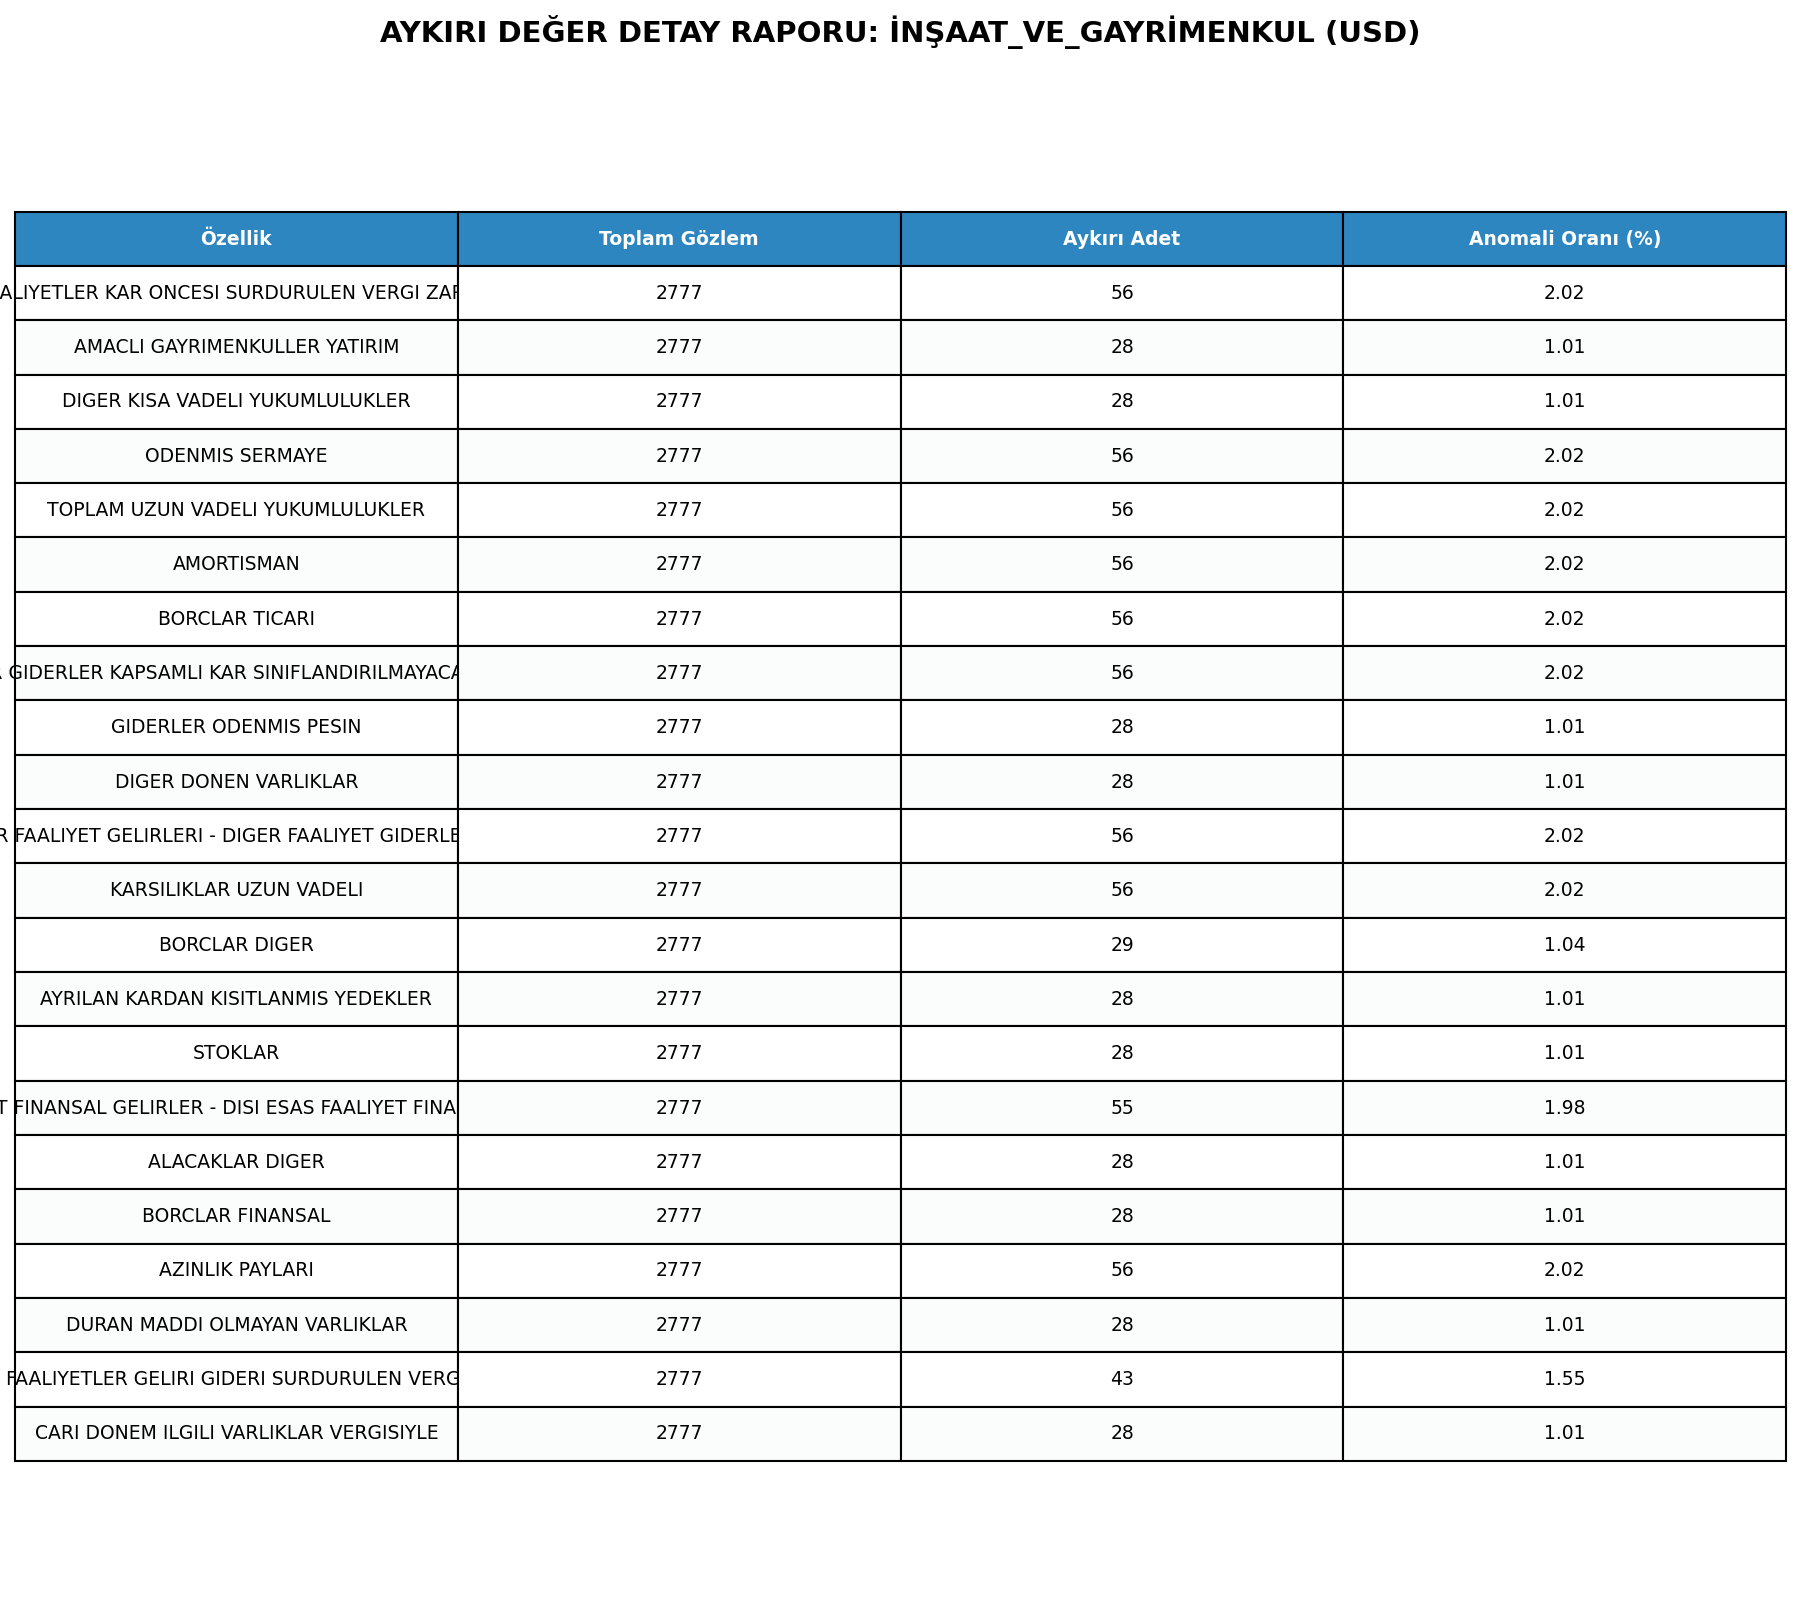 AYKIRI DEĞER DETAY RAPORU: İNŞAAT_VE_GAYRİMENKUL (USD)
Özellik Toplam Gözlem Aykırı Adet Anomali Oranı (%)
ALIYETLER KAR ONCESI SURDURULEN VERGI ZAR 2777 56 2.02
AMACLI GAYRIMENKULLER YATIRIM 2777 28 1.01
DIGER KISA VADELI YUKUMLULUKLER 2777 28 1.01
ODENMIS SERMAYE 2777 56 2.02
TOPLAM UZUN VADELI YUKUMLULUKLER 2777 56 2.02
AMORTISMAN 2777 56 2.02
BORCLAR TICARI 2777 56 2.02
R GIDERLER KAPSAMLI KAR SINIFLANDIRILMAYACA 2777 56 2.02
GIDERLER ODENMIS PESIN 2777 28 1.01
DIGER DONEN VARLIKLAR 2777 28 1.01
R FAALIYET GELIRLERI - DIGER FAALIYET GIDERLE 2777 56 2.02
KARSILIKLAR UZUN VADELI 2777 56 2.02
BORCLAR DIGER 2777 29 1.04
AYRILAN KARDAN KISITLANMIS YEDEKLER 2777 28 1.01
STOKLAR 2777 28 1.01
T FINANSAL GELIRLER - DISI ESAS FAALIYET FINA 2777 55 1.98
ALACAKLAR DIGER 2777 28 1.01
BORCLAR FINANSAL 2777 28 1.01
AZINLIK PAYLARI 2777 56 2.02
DURAN MADDI OLMAYAN VARLIKLAR 2777 28 1.01
FAALIYETLER GELIRI GIDERI SURDURULEN VERG 2777 43 1.55
CARI DONEM ILGILI VARLIKLAR VERGISIYLE 2777 28 1.01